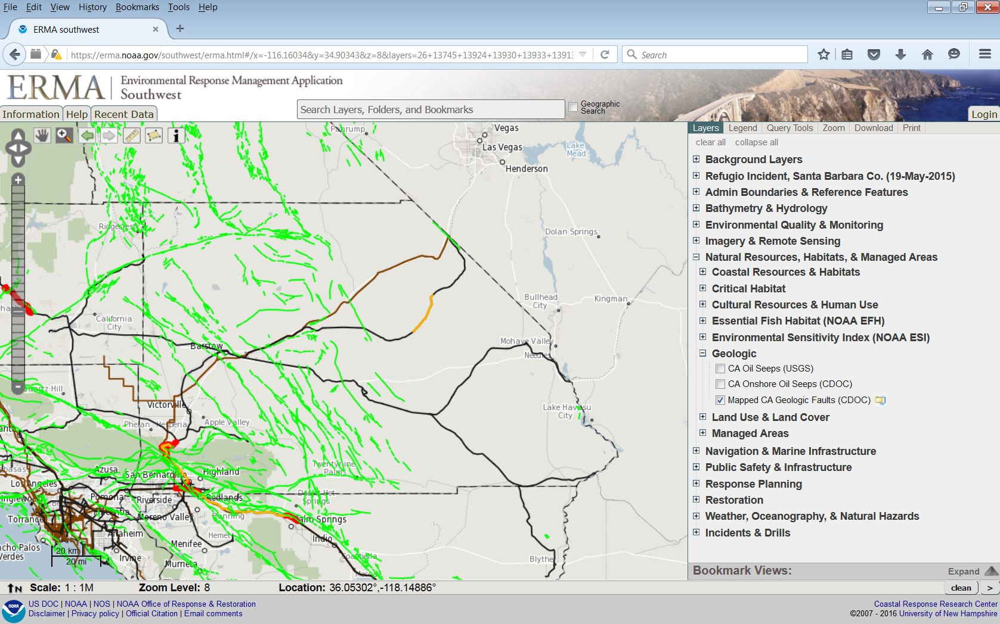 File Edit View History Bookmarks Tools Help
ERMA southwest
https://erma.noaa.gov/southwest/erma.html#/x=-116.16034&y=34.90343&z=8&layers=26+13745+13924+13930+13933+1391
Search
ERMA
Environmental Response Management Application
Southwest
Information Help Recent Data
Search Layers, Folders, and Bookmarks
Geographic
Search
Login
Pahrump
Vegas
Las Vegas
Henderson
Lake
Mead
Ridgecrest
Dolan Springs
Bullhead
City
Kingman
California
City
Barstow
Mohave Valley
Needles
Quartz Hill
Victorville
Phelan
Hesperia
Apple Valley
Lake Havasu
City
Azusa
San Bernardino
Highland
Twentynine
Palms
Los Angeles
Pomona
Riverside
Redlands
Desert Hot
Springs
Torrance
Moreno Valley
Banning
Palm Springs
Anaheim
Hemet
Menifee
Indio
Irvine
Murrieta
Coachella
Blythe
20 km
20 mi
Layers Legend Query Tools Zoom Download Print
clear all collapse all
Background Layers
Refugio Incident, Santa Barbara Co. (19-May-2015)
Admin Boundaries & Reference Features
Bathymetry & Hydrology
Environmental Quality & Monitoring
Imagery & Remote Sensing
Natural Resources, Habitats, & Managed Areas
Coastal Resources & Habitats
Critical Habitat
Cultural Resources & Human Use
Essential Fish Habitat (NOAA EFH)
Environmental Sensitivity Index (NOAA ESI)
Geologic
CA Oil Seeps (USGS)
CA Onshore Oil Seeps (CDOC)
Mapped CA Geologic Faults (CDOC)
Land Use & Land Cover
Managed Areas
Navigation & Marine Infrastructure
Public Safety & Infrastructure
Response Planning
Restoration
Weather, Oceanography, & Natural Hazards
Incidents & Drills
Bookmark Views: Expand
N Scale: 1 : 1M Zoom Level: 8 Location: 36.05302°,-118.14886°
clean >
NOAA
US DOC | NOAA | NOS | NOAA Office of Response & Restoration
Disclaimer | Privacy policy | Official Citation | Email comments
Coastal Response Research Center
©2007 - 2016 University of New Hampshire